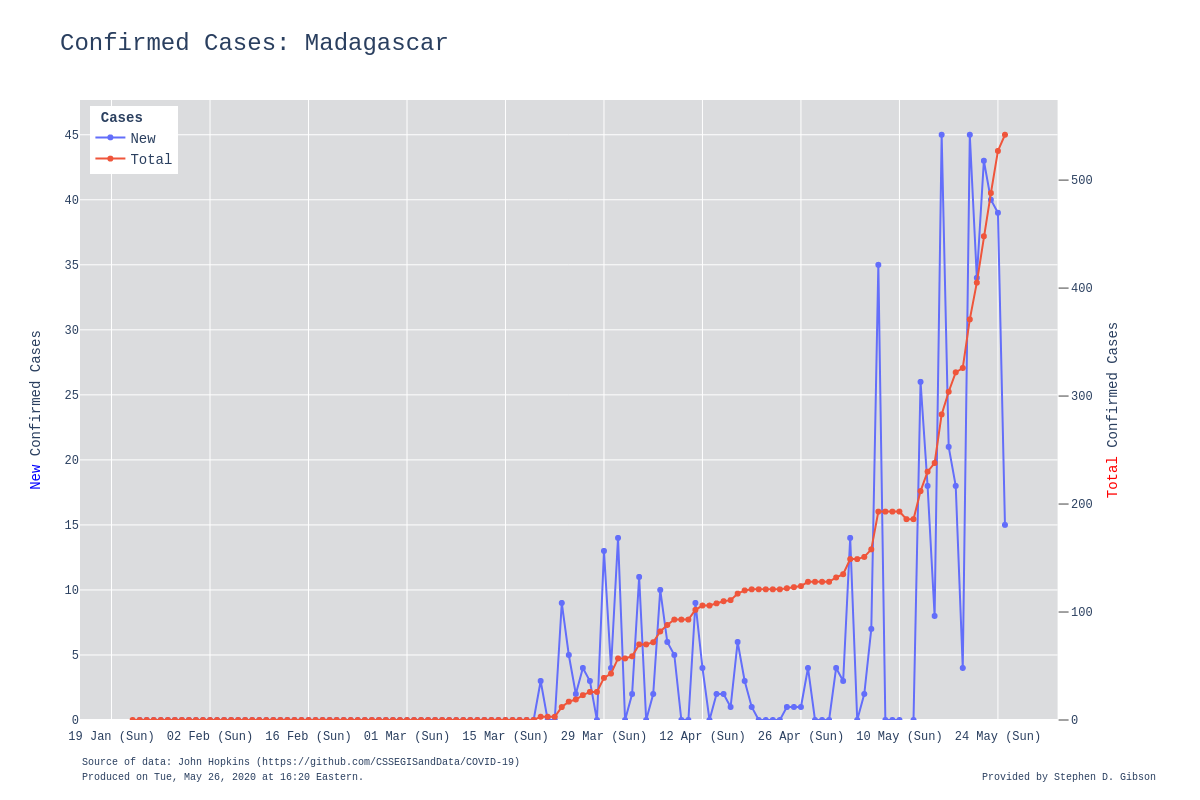 Confirmed Cases: Madagascar
Cases
New
Total
45
40
35
30
25
20
15
10
5
0
500
400
300
200
100
0
New Confirmed Cases
Total Confirmed Cases
19 Jan (Sun) 02 Feb (Sun) 16 Feb (Sun) 01 Mar (Sun) 15 Mar (Sun) 29 Mar (Sun) 12 Apr (Sun) 26 Apr (Sun) 10 May (Sun) 24 May (Sun)
Source of data: John Hopkins (https://github.com/CSSEGISandData/COVID-19)
Produced on Tue, May 26, 2020 at 16:20 Eastern.
Provided by Stephen D. Gibson